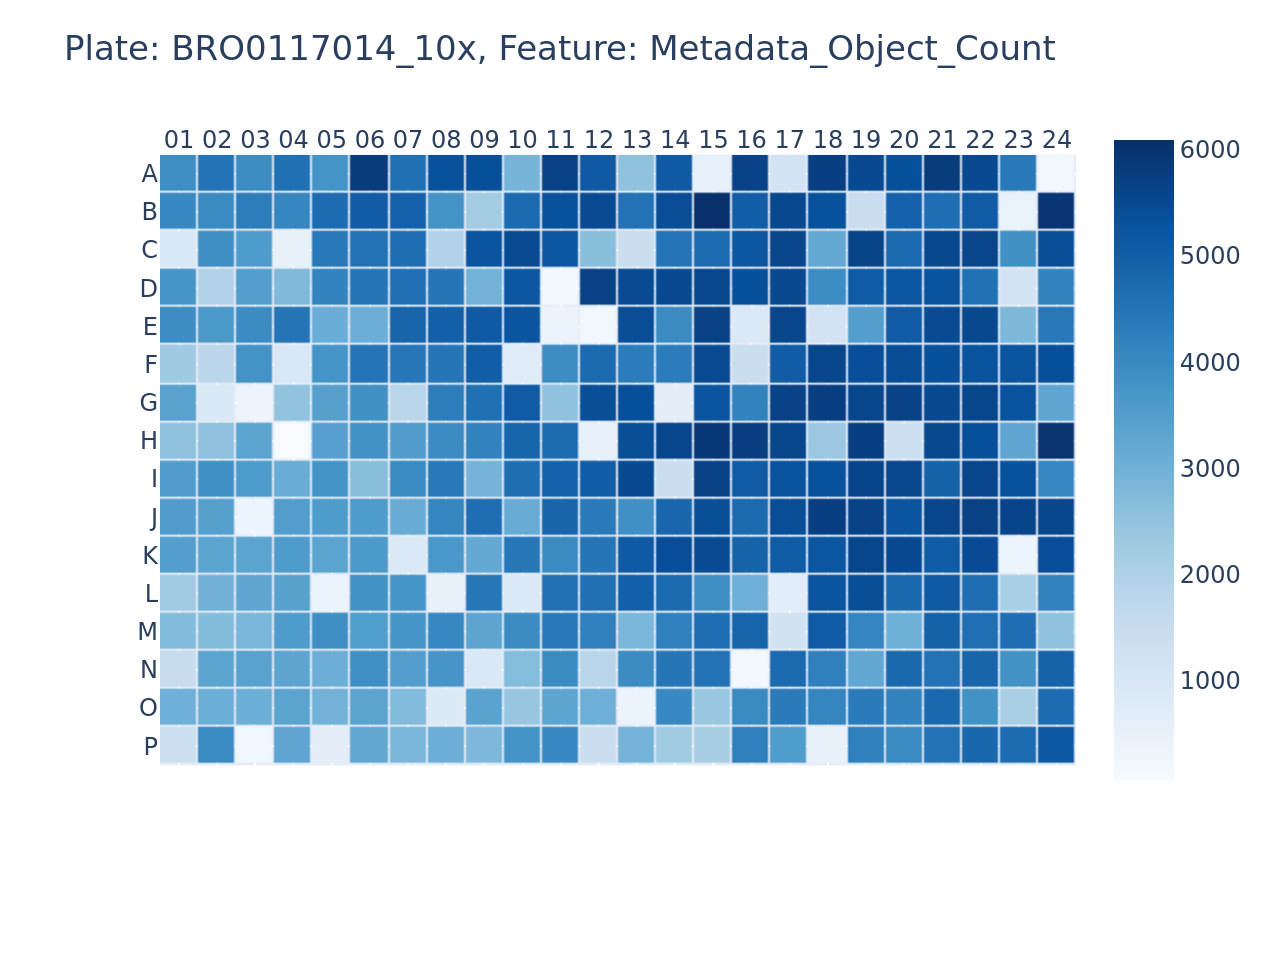 Plate: BRO0117014_10x, Feature: Metadata_Object_Count
01 02 03 04 05 06 07 08 09 10 11 12 13 14 15 16 17 18 19 20 21 22 23 24
A
B
C
D
E
F
G
H
I
J
K
L
M
N
O
P
6000
5000
4000
3000
2000
1000